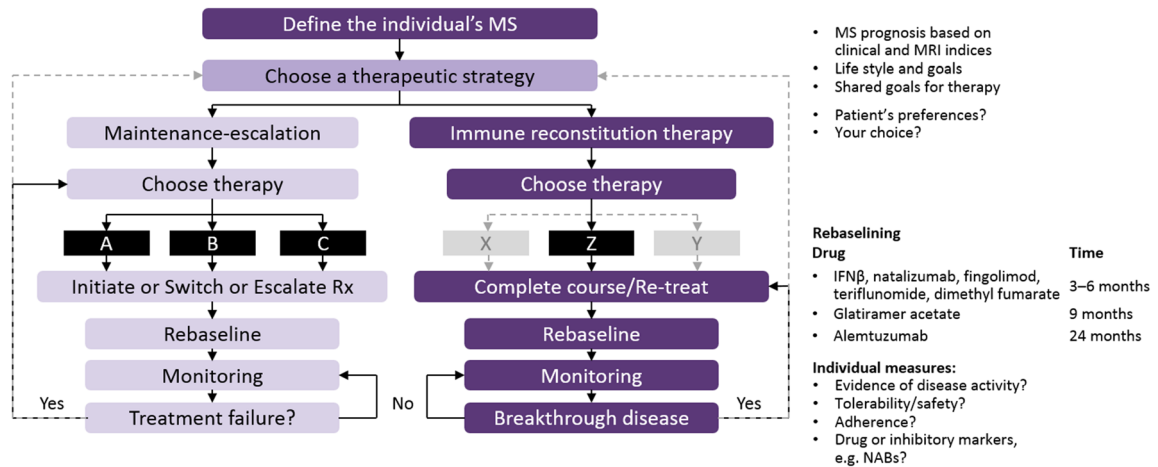 Define the individual's MS
Choose a therapeutic strategy
Maintenance-escalation
Immune reconstitution therapy
Choose therapy
Choose therapy
A
B
C
X
Z
Y
Initiate or Switch or Escalate Rx
Complete course/Re-treat
Rebaseline
Rebaseline
Monitoring
Monitoring
Yes
Treatment failure?
No
Breakthrough disease
Yes
• MS prognosis based on
clinical and MRI indices
• Life style and goals
• Shared goals for therapy
• Patient's preferences?
• Your choice?
Rebaselining
Drug Time
• IFNβ, natalizumab, fingolimod,
teriflunomide, dimethyl fumarate 3–6 months
• Glatiramer acetate 9 months
• Alemtuzumab 24 months
Individual measures:
• Evidence of disease activity?
• Tolerability/safety?
• Adherence?
• Drug or inhibitory markers,
e.g. NABs?